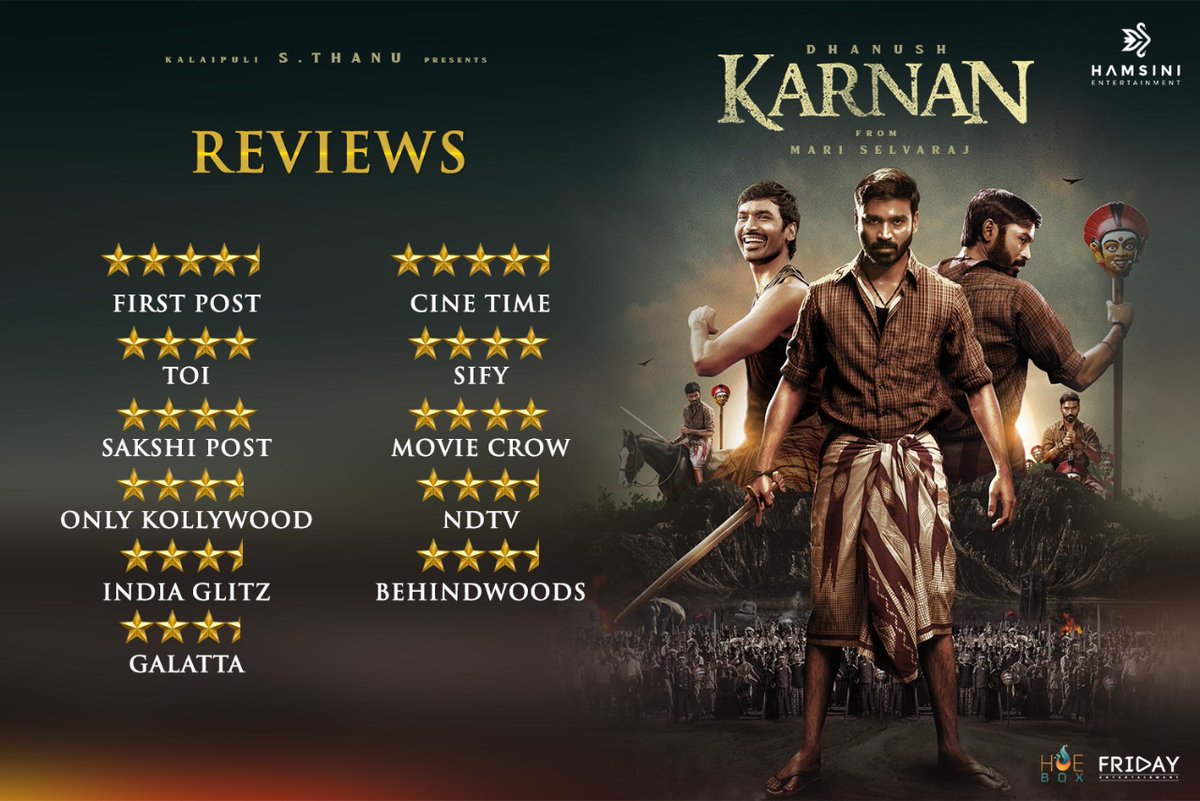 KALAIPULI S.THANU PRESENTS
REVIEWS
FIRST POST
TOI
SAKSHI POST
ONLY KOLLYWOOD
INDIA GLITZ
GALATTA
CINE TIME
SIFY
MOVIE CROW
NDTV
BEHINDWOODS
DHANUSH
KARNAN
FROM
MARI SELVARAJ
HAMSINI
ENTERTAINMENT
HUE
BOX
FRIDAY
ENTERTAINMENT